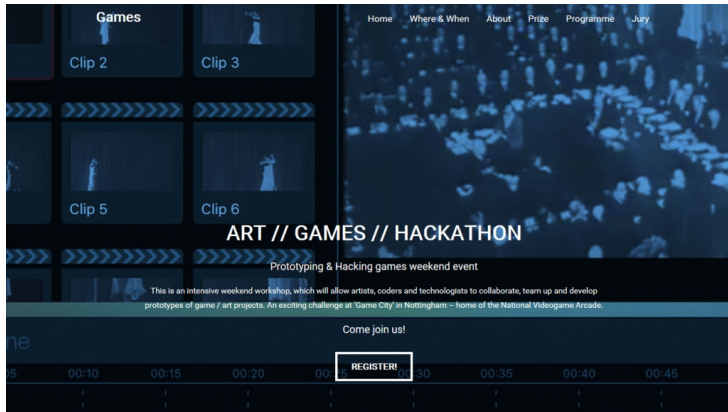 Games
Home Where & When About Prize Programme Jury
Clip 2 Clip 3
Clip 5 Clip 6
ART // GAMES // HACKATHON
Prototyping & Hacking games weekend event
This is an intensive weekend workshop, which will allow artists, coders and technologists to collaborate, team up and develop
prototypes of game / art projects. An exciting challenge at 'Game City' in Nottingham – home of the National Videogame Arcade.
Come join us!
ne
05 00:10 00:15 00:20 00:25 00:30 00:35 00:40 00:45
REGISTER!